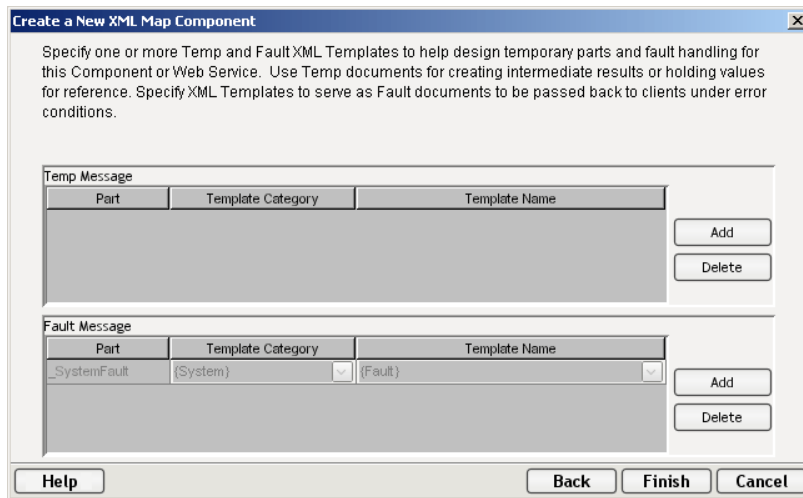 Create a New XML Map Component
Specify one or more Temp and Fault XML Templates to help design temporary parts and fault handling for
this Component or Web Service. Use Temp documents for creating intermediate results or holding values
for reference. Specify XML Templates to serve as Fault documents to be passed back to clients under error
conditions.
Temp Message
Part Template Category Template Name
Add
Delete
Fault Message
Part Template Category Template Name
_SystemFault {System} {Fault}
Add
Delete
Help Back Finish Cancel